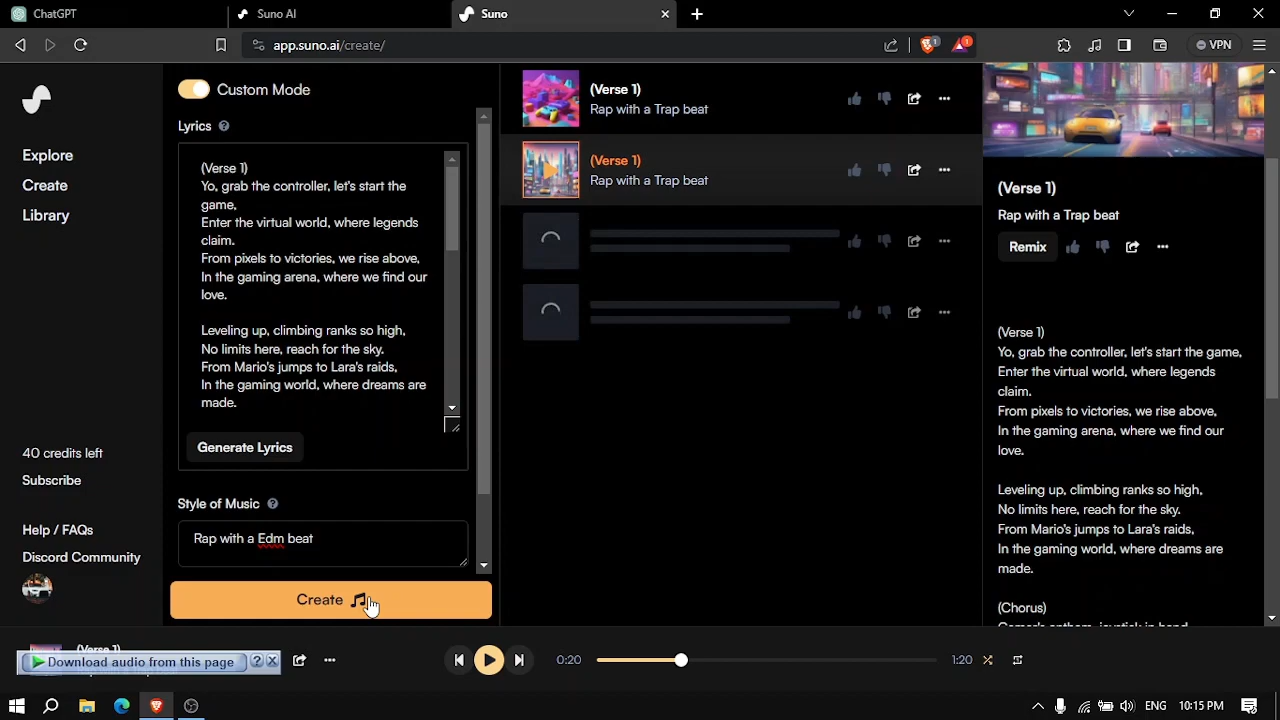 ChatGPT
Suno AI
Suno
app.suno.ai/create/
1
1
VPN
Explore
Create
Library
40 credits left
Subscribe
Help / FAQs
Discord Community
Custom Mode
Lyrics
(Verse 1)
Yo, grab the controller, let's start the
game,
Enter the virtual world, where legends
claim.
From pixels to victories, we rise above,
In the gaming arena, where we find our
love.
Leveling up, climbing ranks so high,
No limits here, reach for the sky.
From Mario's jumps to Lara's raids,
In the gaming world, where dreams are
made.
Generate Lyrics
Style of Music
Rap with a Edm beat
Create
(Verse 1)
Rap with a Trap beat
(Verse 1)
Rap with a Trap beat
(Verse 1)
Rap with a Trap beat
Remix
(Verse 1)
Yo, grab the controller, let's start the game,
Enter the virtual world, where legends
claim.
From pixels to victories, we rise above,
In the gaming arena, where we find our
love.
Leveling up, climbing ranks so high,
No limits here, reach for the sky.
From Mario's jumps to Lara's raids,
In the gaming world, where dreams are
made.
(Chorus)
(Verse 1)
Download audio from this page
0:20
1:20
ENG
10:15 PM